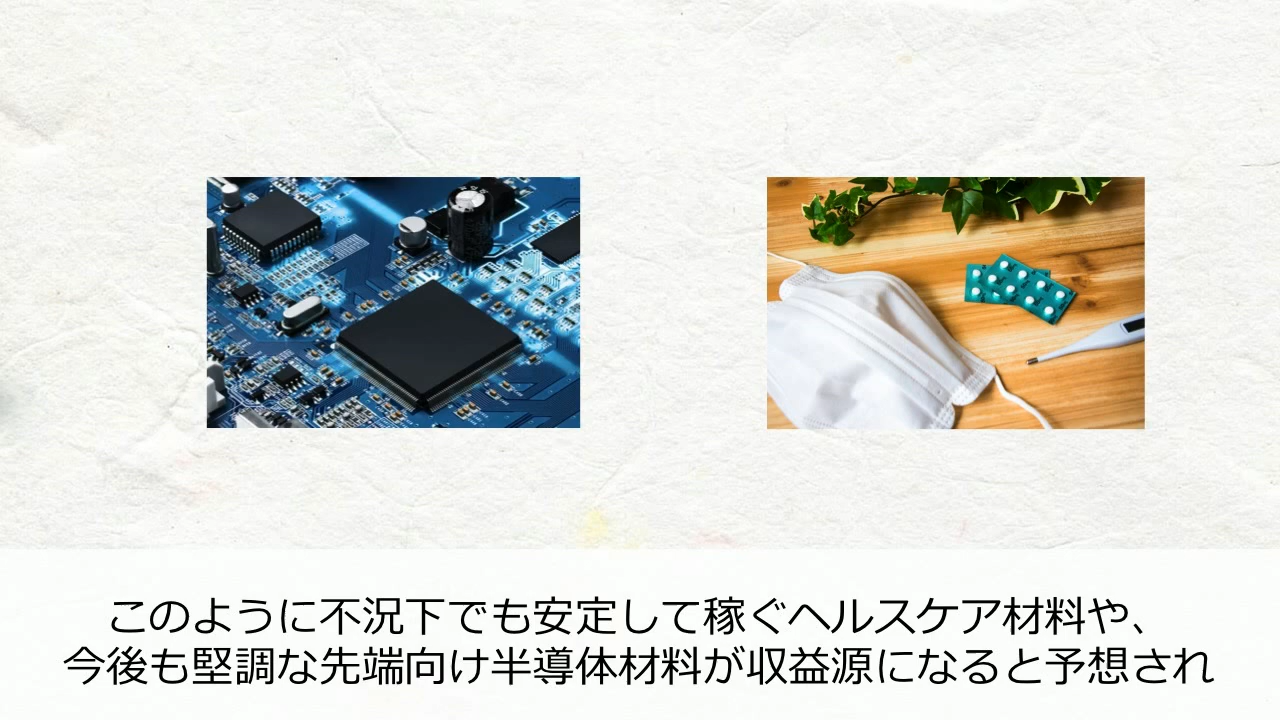 このように不況下でも安定して稼ぐヘルスケア材料や、
今後も堅調な先端向け半導体材料が収益源になると予想され